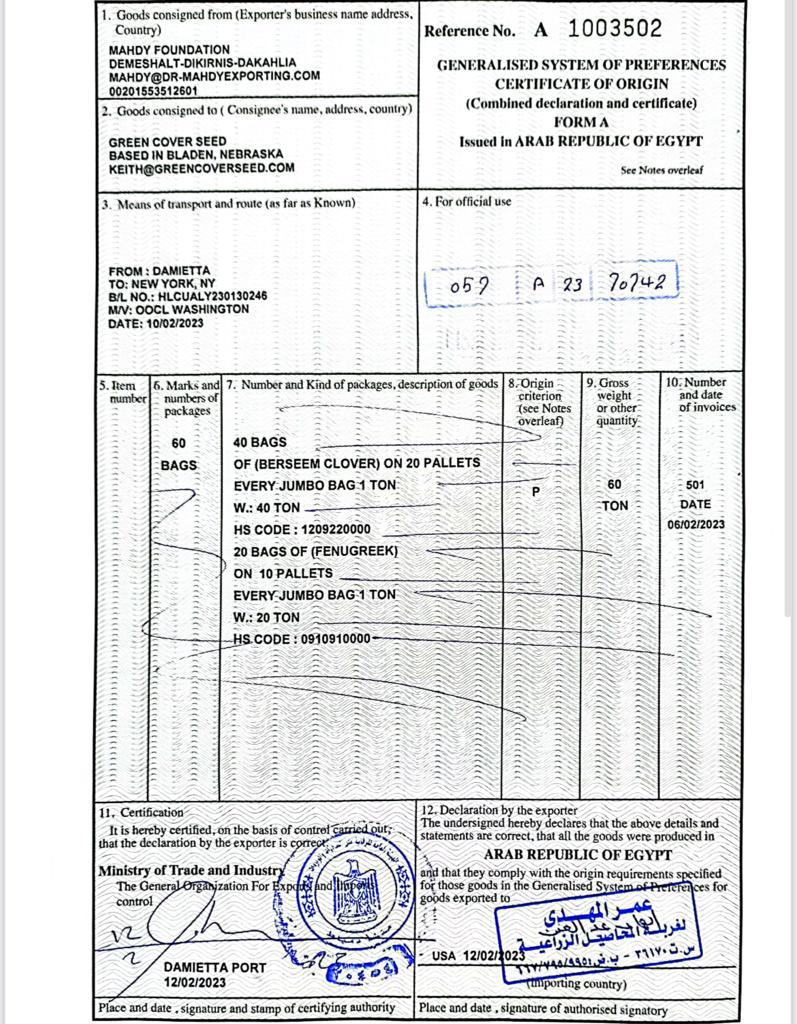 1. Goods consigned from (Exporter's business name address, Country)
MAHDY FOUNDATION
DEMESHALT-DIKIRNIS-DAKAHLIA
MAHDY@DR-MAHDYEXPORTING.COM
00201553512601
Reference No. A 1003502
GENERALISED SYSTEM OF PREFERENCES
CERTIFICATE OF ORIGIN
(Combined declaration and certificate)
FORM A
Issued in ARAB REPUBLIC OF EGYPT
See Notes overleaf
2. Goods consigned to ( Consignee's name, address, country)
GREEN COVER SEED
BASED IN BLADEN, NEBRASKA
KEITH@GREENCOVERSEED.COM
3. Means of transport and route (as far as Known)
FROM : DAMIETTA
TO: NEW YORK, NY
B/L NO.: HLCUALY230130246
M/V: OOCL WASHINGTON
DATE: 10/02/2023
4. For official use
057 A 23 70742
5. Item
number
6. Marks and
numbers of
packages
60
BAGS
7. Number and Kind of packages, description of goods
40 BAGS
OF (BERSEEM CLOVER) ON 20 PALLETS
EVERY JUMBO BAG 1 TON
W.: 40 TON
HS CODE : 1209220000
20 BAGS OF (FENUGREEK)
ON 10 PALLETS
EVERY JUMBO BAG 1 TON
W.: 20 TON
HS CODE : 0910910000
8. Origin
criterion
(see Notes
overleaf)
P
9. Gross
weight
or other
quantity
60
TON
10. Number
and date
of invoices
501
DATE
06/02/2023
11. Certification
It is hereby certified, on the basis of control carried out,
that the declaration by the exporter is correct,
Ministry of Trade and Industry
The General Organization For Export and Imports
control
12
2
DAMIETTA PORT
12/02/2023
Place and date , signature and stamp of certifying authority
12. Declaration by the exporter
The undersigned hereby declares that the above details and
statements are correct, that all the goods were produced in
ARAB REPUBLIC OF EGYPT
and that they comply with the origin requirements specified
for those goods in the Generalised System of Preferences for
goods exported to
عمر المهدى
لغربلة المحاصيل الزراعية
USA 12/02/2023
(importing country)
Place and date , signature of authorised signatory